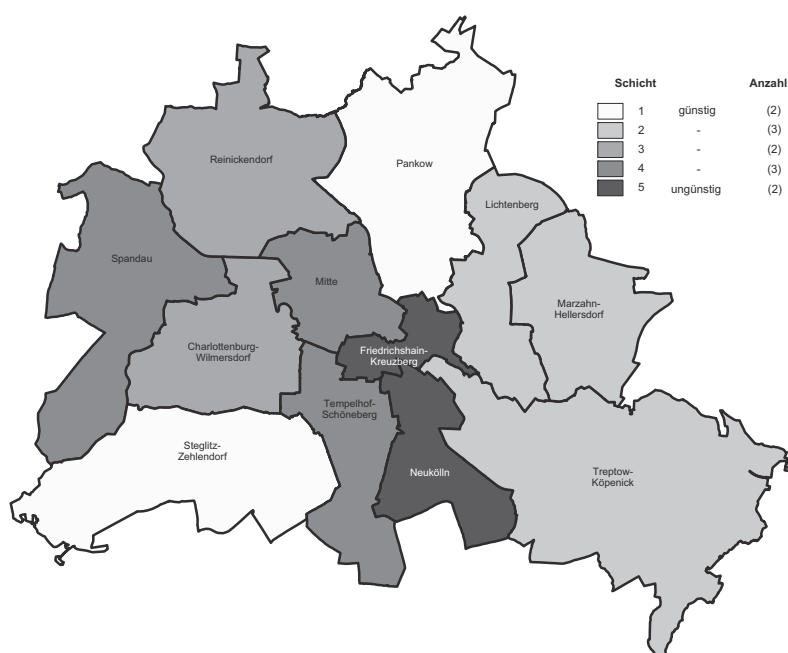 Schicht Anzahl
1 günstig (2)
2 - (3)
3 - (2)
4 - (3)
5 ungünstig (2)
Reinickendorf
Pankow
Lichtenberg
Spandau
Mitte
Marzahn-
Hellersdorf
Charlottenburg-
Wilmersdorf
Friedrichshain-
Kreuzberg
Tempelhof-
Schöneberg
Steglitz-
Zehlendorf
Neukölln
Treptow-
Köpenick